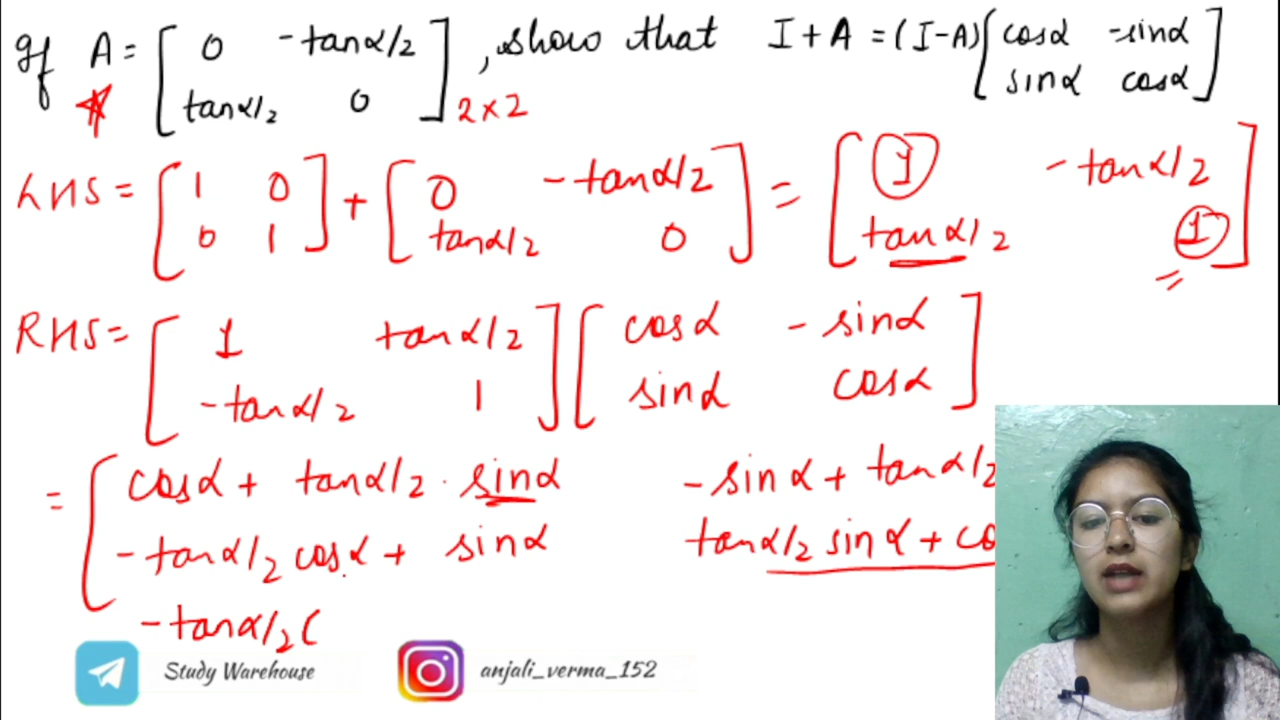 If A = [ 0 -tanα/2 ] , show that I + A = (I-A) [ cosα -sinα ]
tanα/2 0 2×2 sinα cosα
LHS = [ 1 0 ] + [ 0 -tanα/2 ] = [ 1 -tanα/2 ]
0 1 tanα/2 0 tanα/2 1
=
RHS = [ 1 tanα/2 ] [ cosα -sinα ]
-tanα/2 1 sinα cosα
= [ cosα + tanα/2 · sinα -sinα + tanα/2
-tanα/2 cosα + sinα tanα/2 sinα + co
-tanα/2 (
Study Warehouse anjali_verma_152